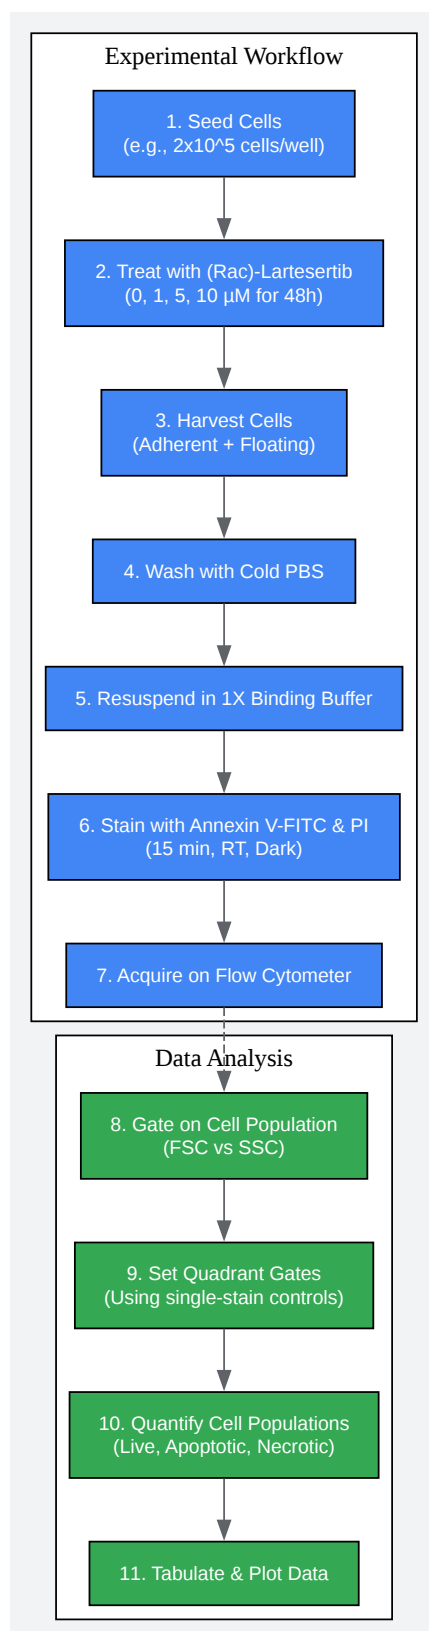 Experimental Workflow
1. Seed Cells
(e.g., 2x10^5 cells/well)
2. Treat with (Rac)-Lartesertib
(0, 1, 5, 10 µM for 48h)
3. Harvest Cells
(Adherent + Floating)
4. Wash with Cold PBS
5. Resuspend in 1X Binding Buffer
6. Stain with Annexin V-FITC & PI
(15 min, RT, Dark)
7. Acquire on Flow Cytometer
Data Analysis
8. Gate on Cell Population
(FSC vs SSC)
9. Set Quadrant Gates
(Using single-stain controls)
10. Quantify Cell Populations
(Live, Apoptotic, Necrotic)
11. Tabulate & Plot Data